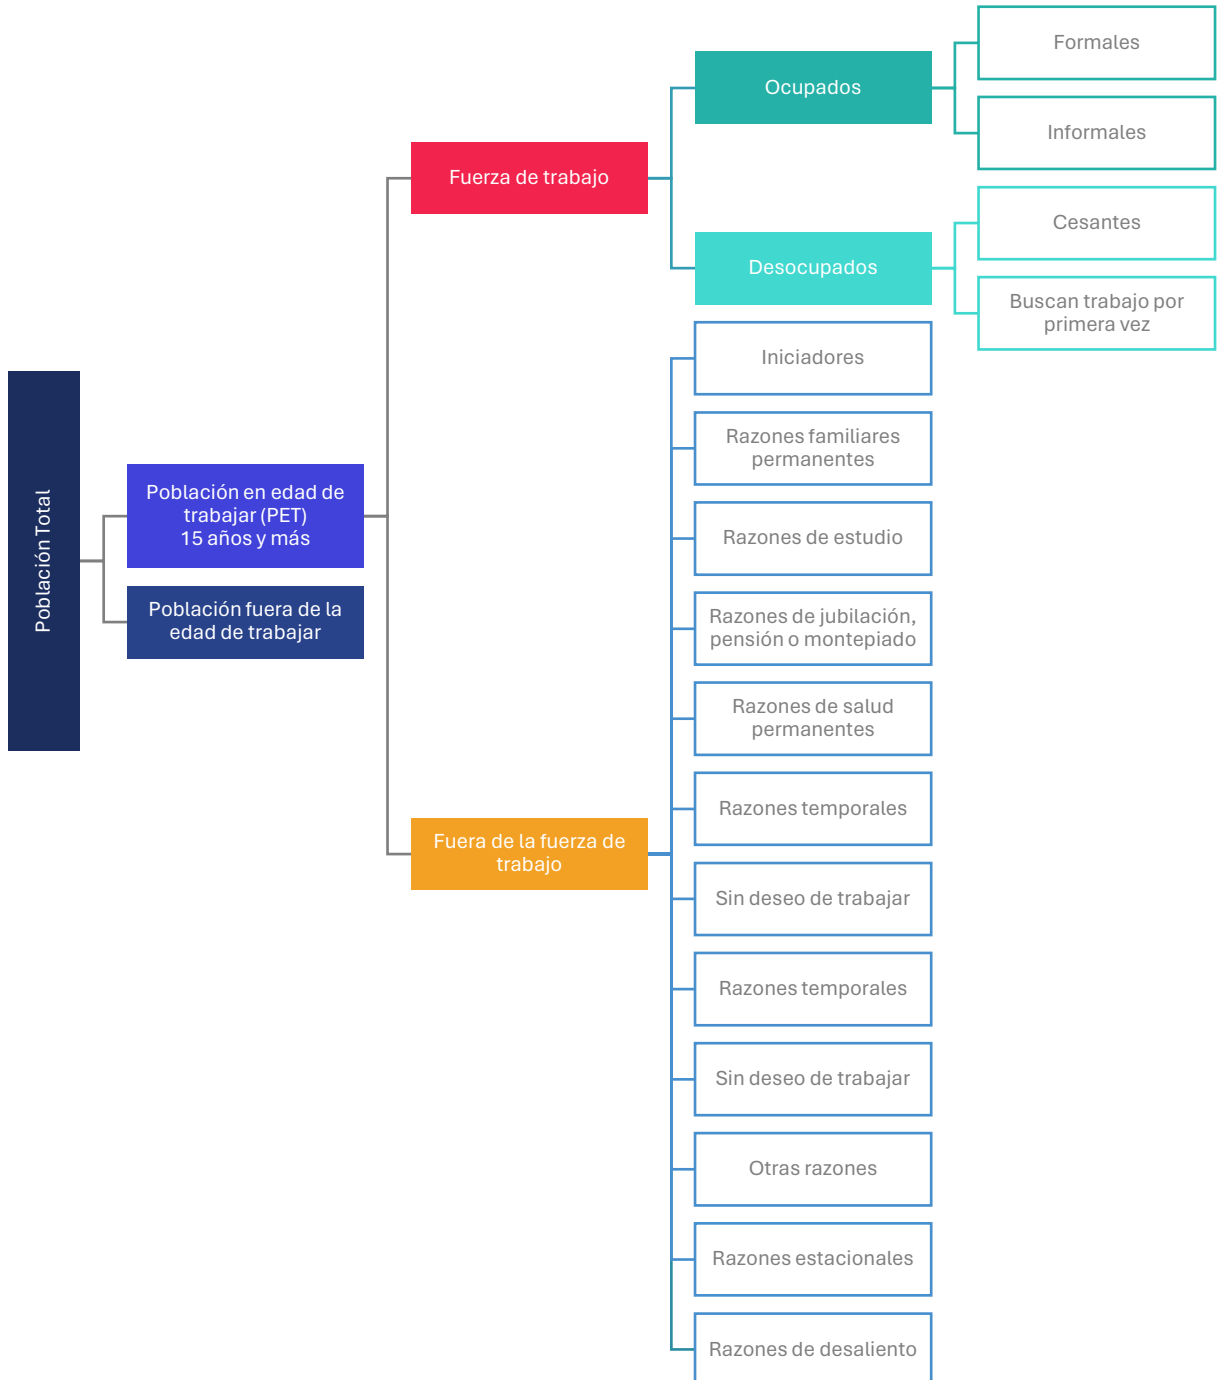 Población Total
Población en edad de
trabajar (PET)
15 años y más
Población fuera de la
edad de trabajar
Fuerza de trabajo
Ocupados
Formales
Informales
Desocupados
Cesantes
Buscan trabajo por
primera vez
Fuera de la fuerza de
trabajo
Iniciadores
Razones familiares
permanentes
Razones de estudio
Razones de jubilación,
pensión o montepiado
Razones de salud
permanentes
Razones temporales
Sin deseo de trabajar
Razones temporales
Sin deseo de trabajar
Otras razones
Razones estacionales
Razones de desaliento